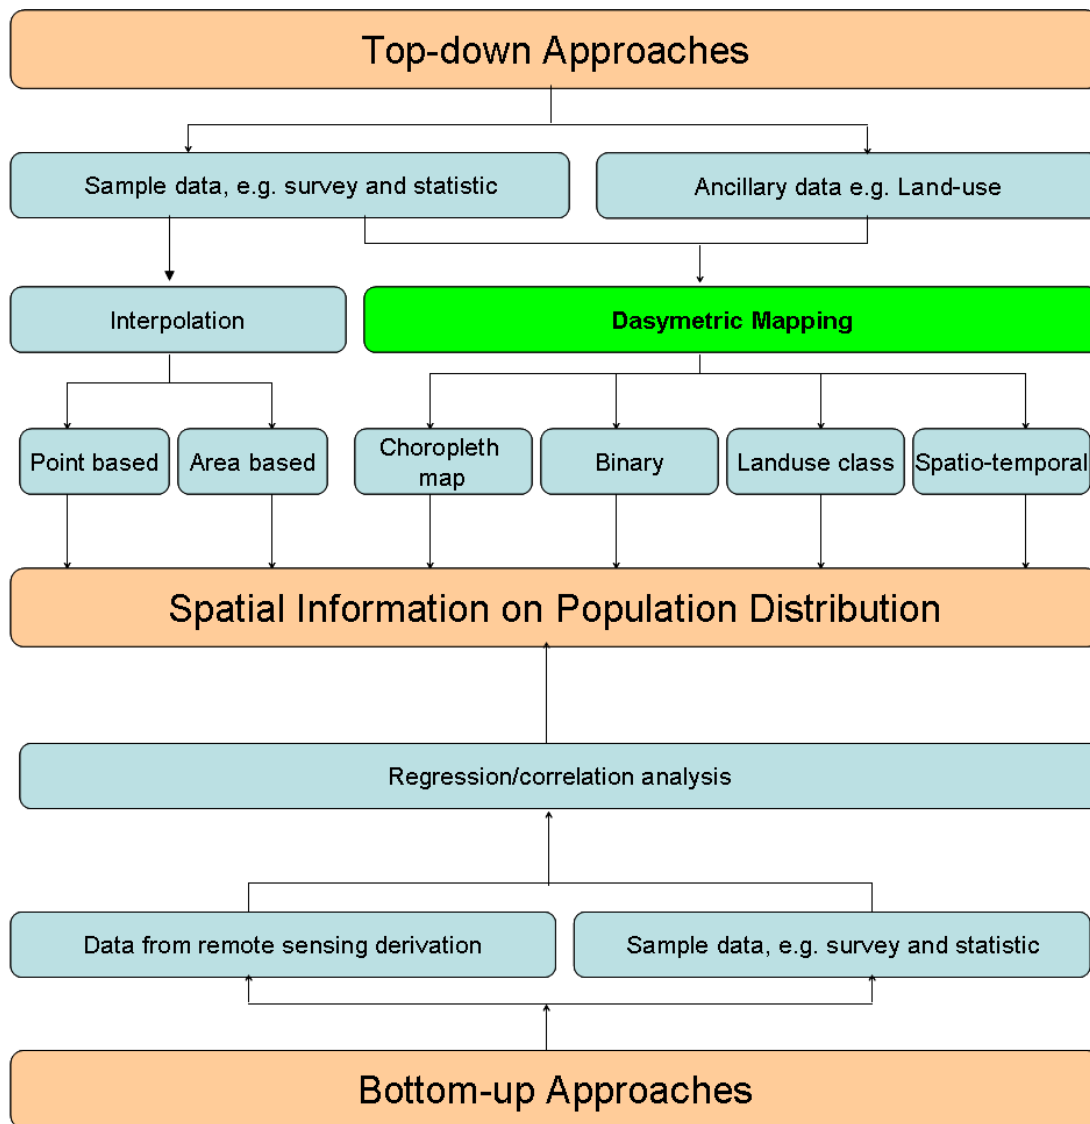 Top-down Approaches
Sample data, e.g. survey and statistic
Ancillary data e.g. Land-use
Interpolation
Dasymetric Mapping
Point based
Area based
Choropleth
map
Binary
Landuse class
Spatio-temporal
Spatial Information on Population Distribution
Regression/correlation analysis
Data from remote sensing derivation
Sample data, e.g. survey and statistic
Bottom-up Approaches